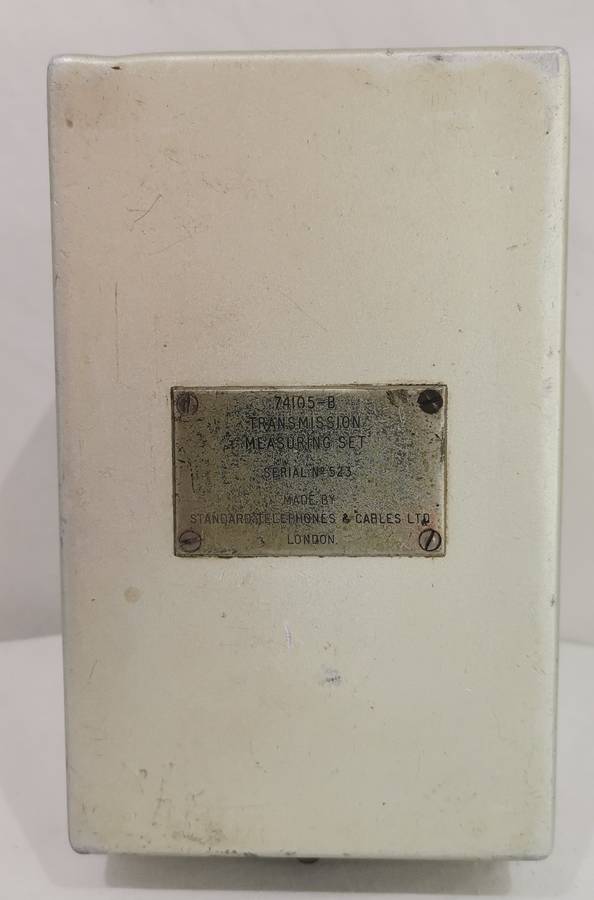 74105-B
TRANSMISSION
MEASURING SET
SERIAL Nº 523
MADE BY
STANDARD TELEPHONES & CABLES LTD.
LONDON.